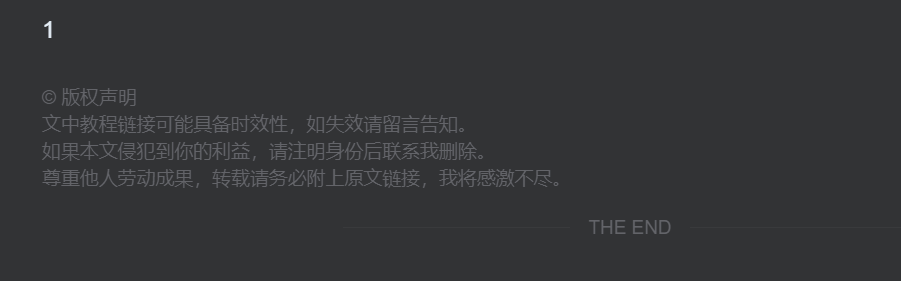 1
© 版权声明
文中教程链接可能具备时效性，如失效请留言告知。
如果本文侵犯到你的利益，请注明身份后联系我删除。
尊重他人劳动成果，转载请务必附上原文链接，我将感激不尽。
THE END